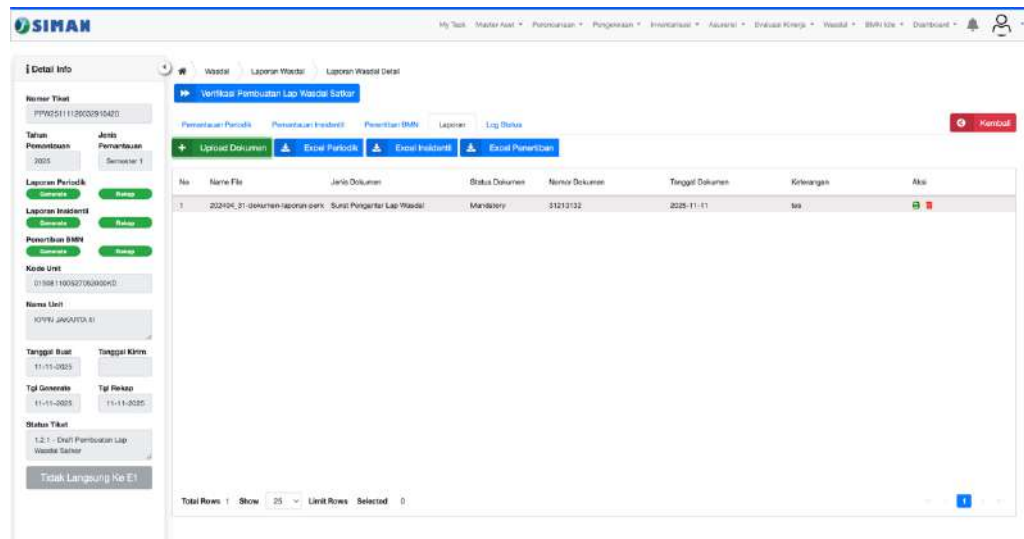 SIMAN
My Task Master Aset Perencanaan Pengelolaan Inventarisasi Asuransi Evaluasi Kinerja Wasdal BMN Idle Dashboard
Detail Info
Wasdal Laporan Wasdal Laporan Wasdal Detail
Verifikasi Pembuatan Lap Wasdal Satker
Nomor Tiket
Pemantauan Periodik Pemantauan Insidentil Penertiban BMN Laporan Log Status
Kembali
Tahun Pemantauan
Jenis Pemantauan
2025 Semester 1
Upload Dokumen Excel Periodik Excel Insidentil Excel Penertiban
Laporan Periodik
Generate Rekap
Laporan Insidentil
Generate Rekap
Penertiban BMN
Generate Rekap
No Nama File Jenis Dokumen Status Dokumen Nomor Dokumen Tanggal Dokumen Keterangan Aksi
1 202404_31-dokumen-laporan-perk Surat Pengantar Lap Wasdal Mandatory 31213132 2025-11-11 tes
Kode Unit
Nama Unit
KPPN JAKARTA III
Tanggal Buat Tanggal Kirim
11-11-2025
Tgl Generate Tgl Rekap
11-11-2025 11-11-2025
Status Tiket
1.2.1 - Draft Pembuatan Lap
Wasdal Satker
Tidak Langsung Ke E1
Total Rows 1 Show 25 Limit Rows Selected 0
1